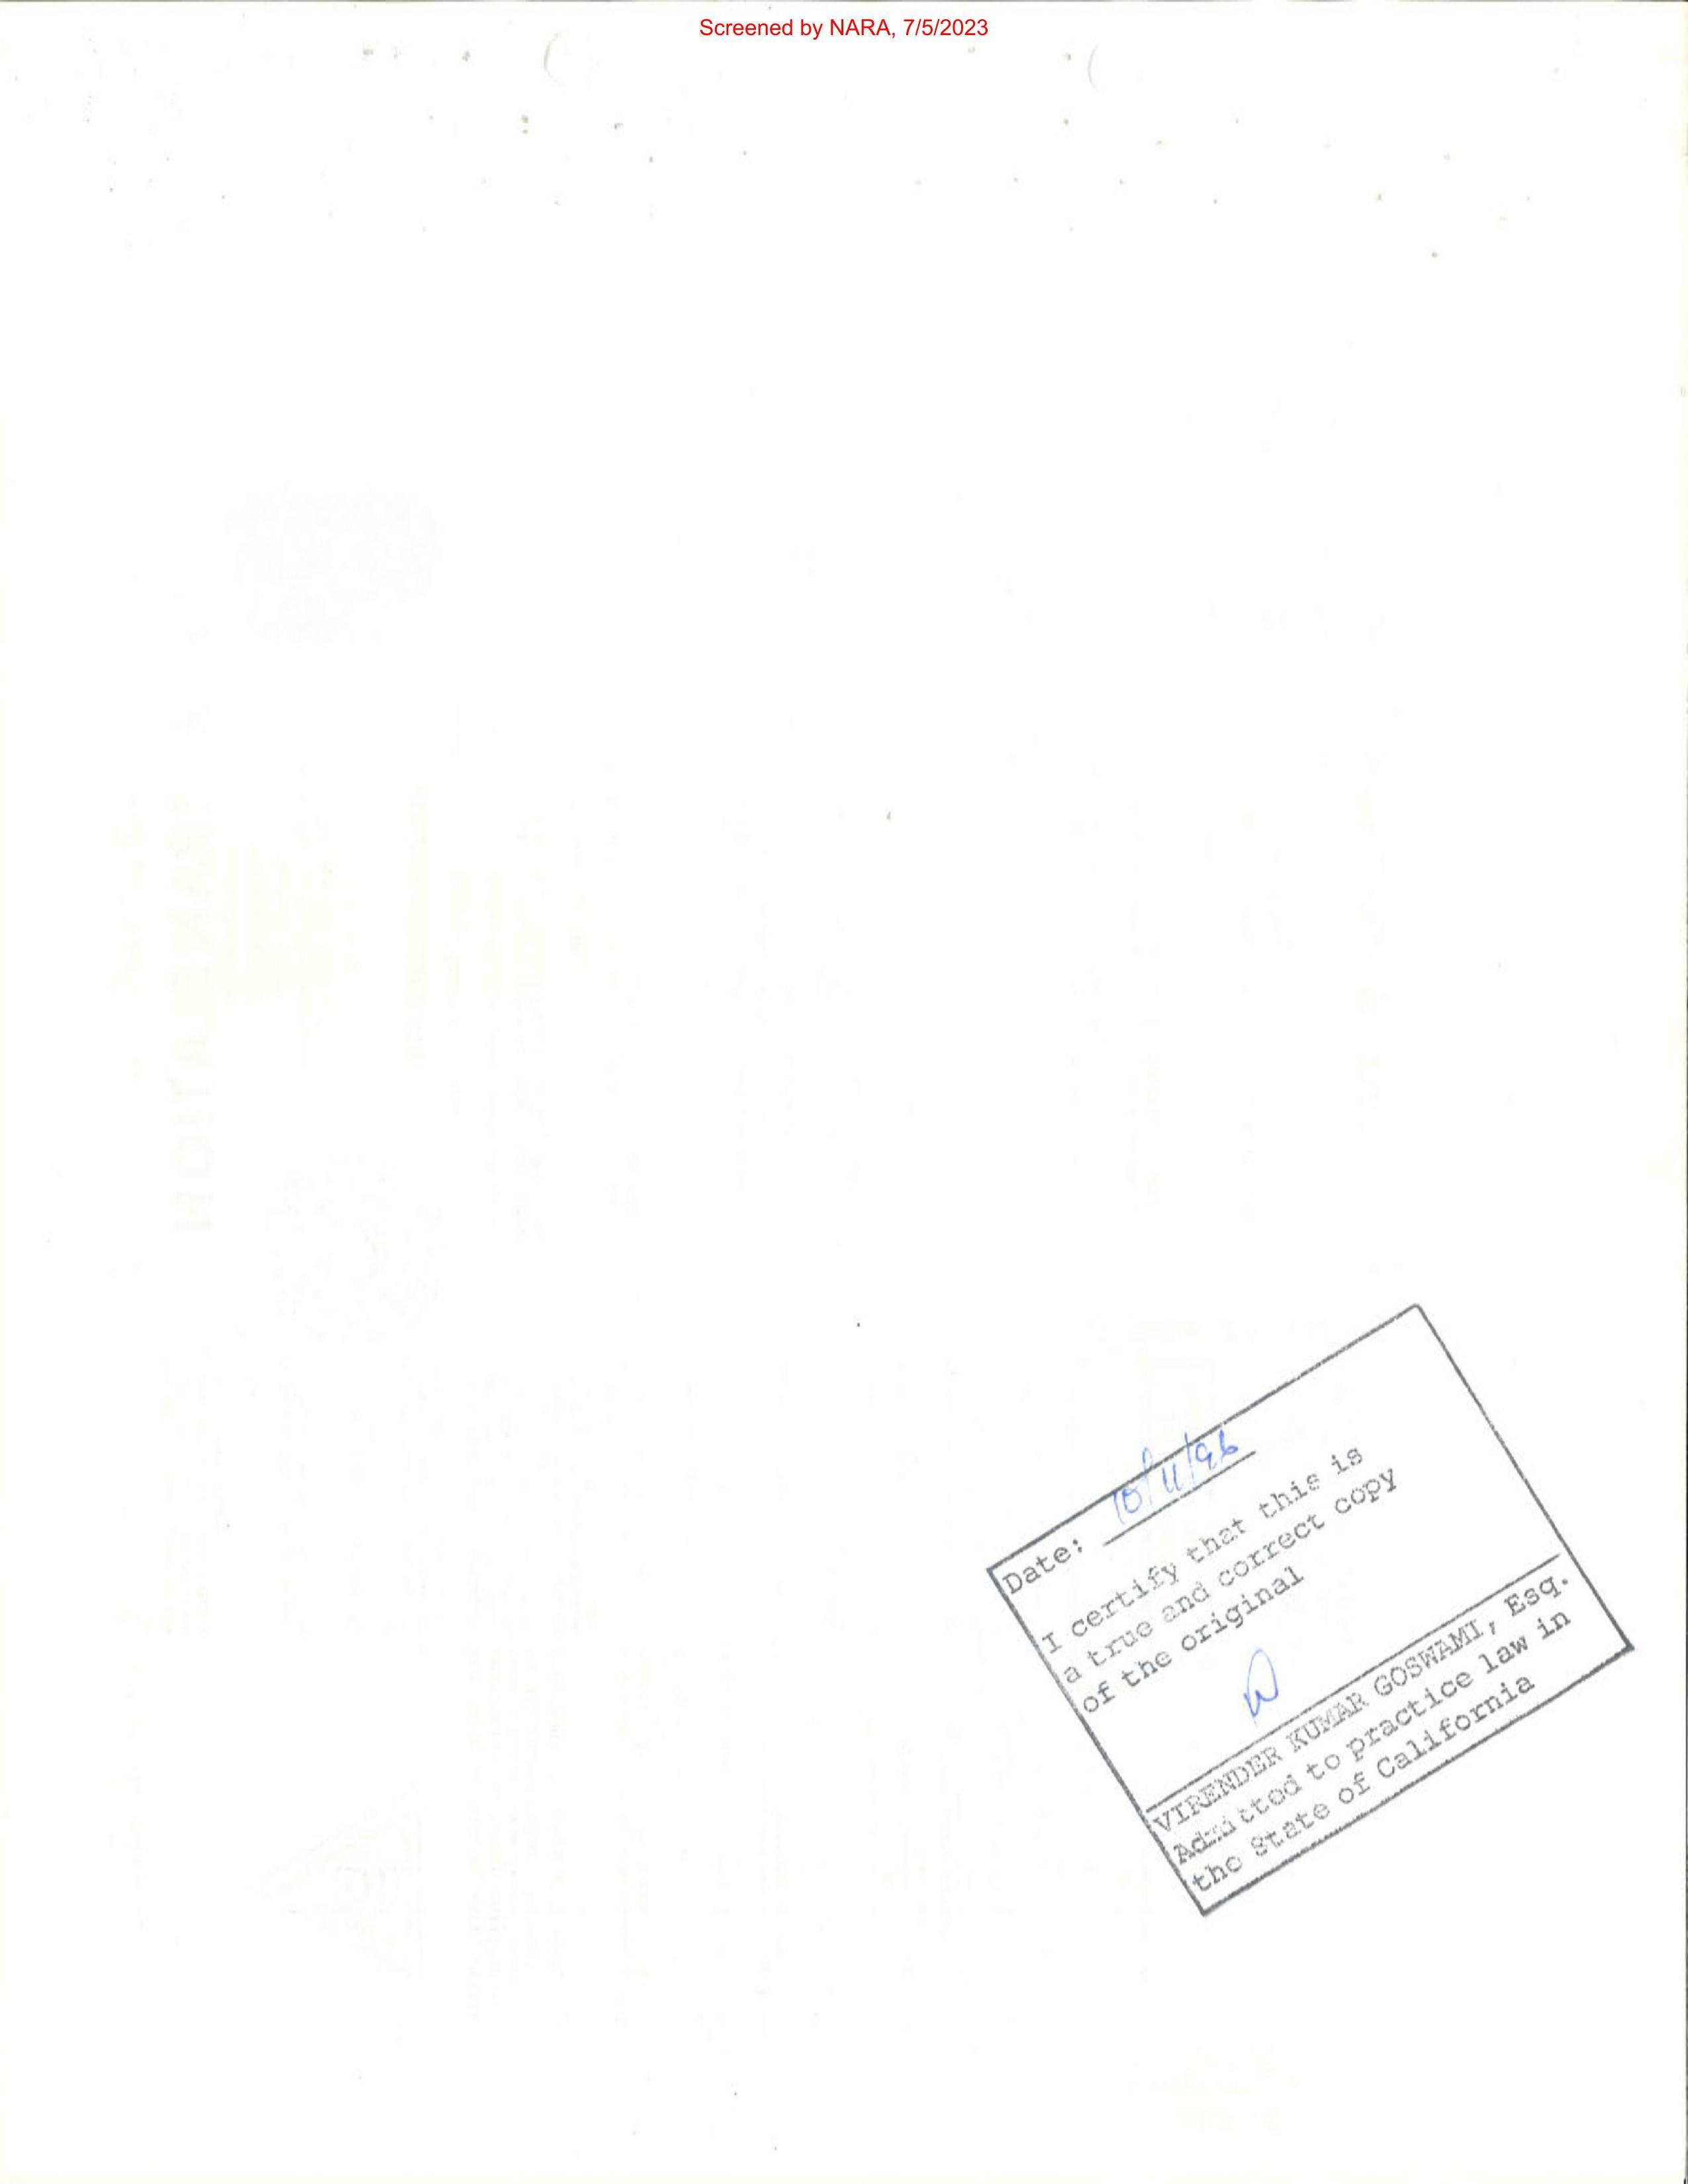 Screened by NARA, 7/5/2023
Date: 10/11/96
I certify that this is
a true and correct copy
of the original
VIRENDER KUMAR GOSWAMI, Esq.
Admitted to practice law in
the State of California